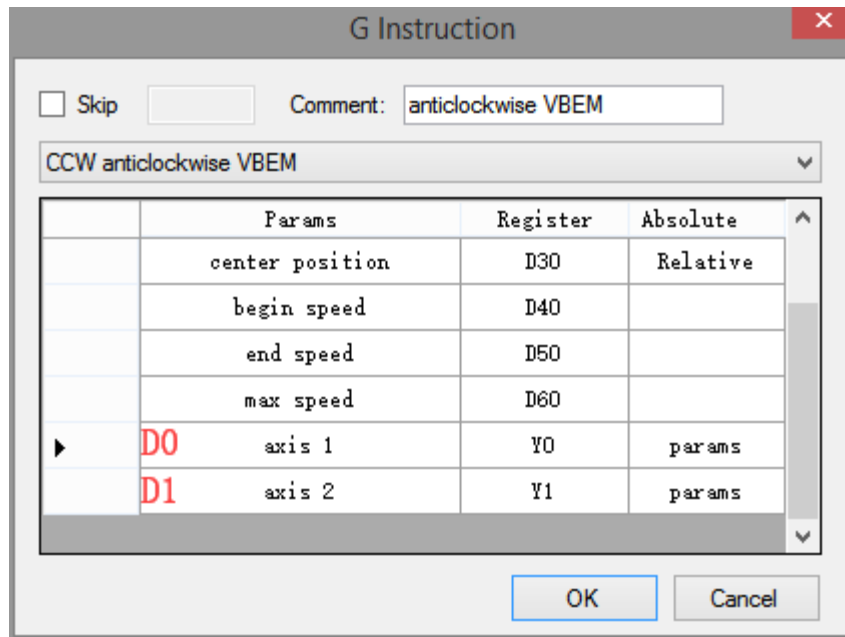 G Instruction
Skip Comment: anticlockwise VBEM
CCW anticlockwise VBEM
Params Register Absolute
center position D30 Relative
begin speed D40
end speed D50
max speed D60
D0 axis 1 Y0 params
D1 axis 2 Y1 params
OK Cancel